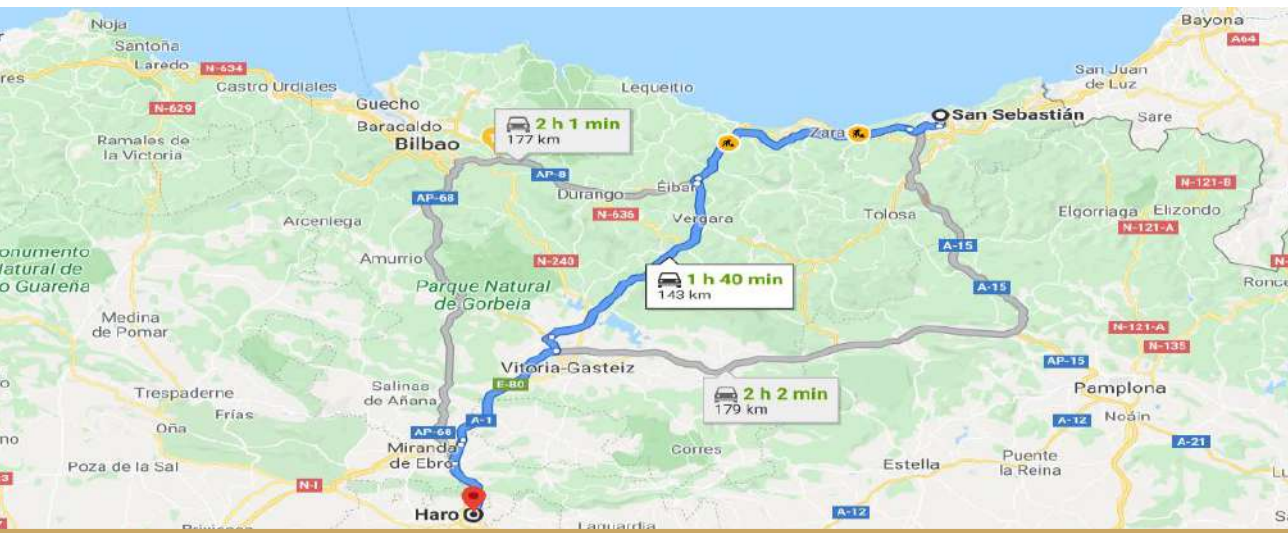 Noja
Bayona
A64
Santoña
Laredo
N-634
San Juan
de Luz
Castro Urdiales
Lequeitio
N-629
Guecho
2 h 1 min
177 km
San Sebastián
Sare
Baracaldo
Zara
Ramales de
la Victoria
Bilbao
AP-8
Éibar
N-121-B
Durango
AP-68
N-636
Vergara
Tolosa
Elgorriaga
Elizondo
Arceniega
N-121-A
A-15
onumento
latural de
o Guareña
Amurrio
N-240
1 h 40 min
143 km
Parque Natural
de Gorbeia
A-15
Ronce
Medina
de Pomar
N-121-A
N-135
Vitoria-Gasteiz
AP-15
E-80
Pamplona
Salinas
de Añana
2 h 2 min
179 km
Trespaderne
Frías
A-1
A-12
Noáin
Oña
AP-68
Miranda
de Ebro
A-21
Corres
Puente
la Reina
Poza de la Sal
Estella
N-I
Haro
A-12
Laguardia